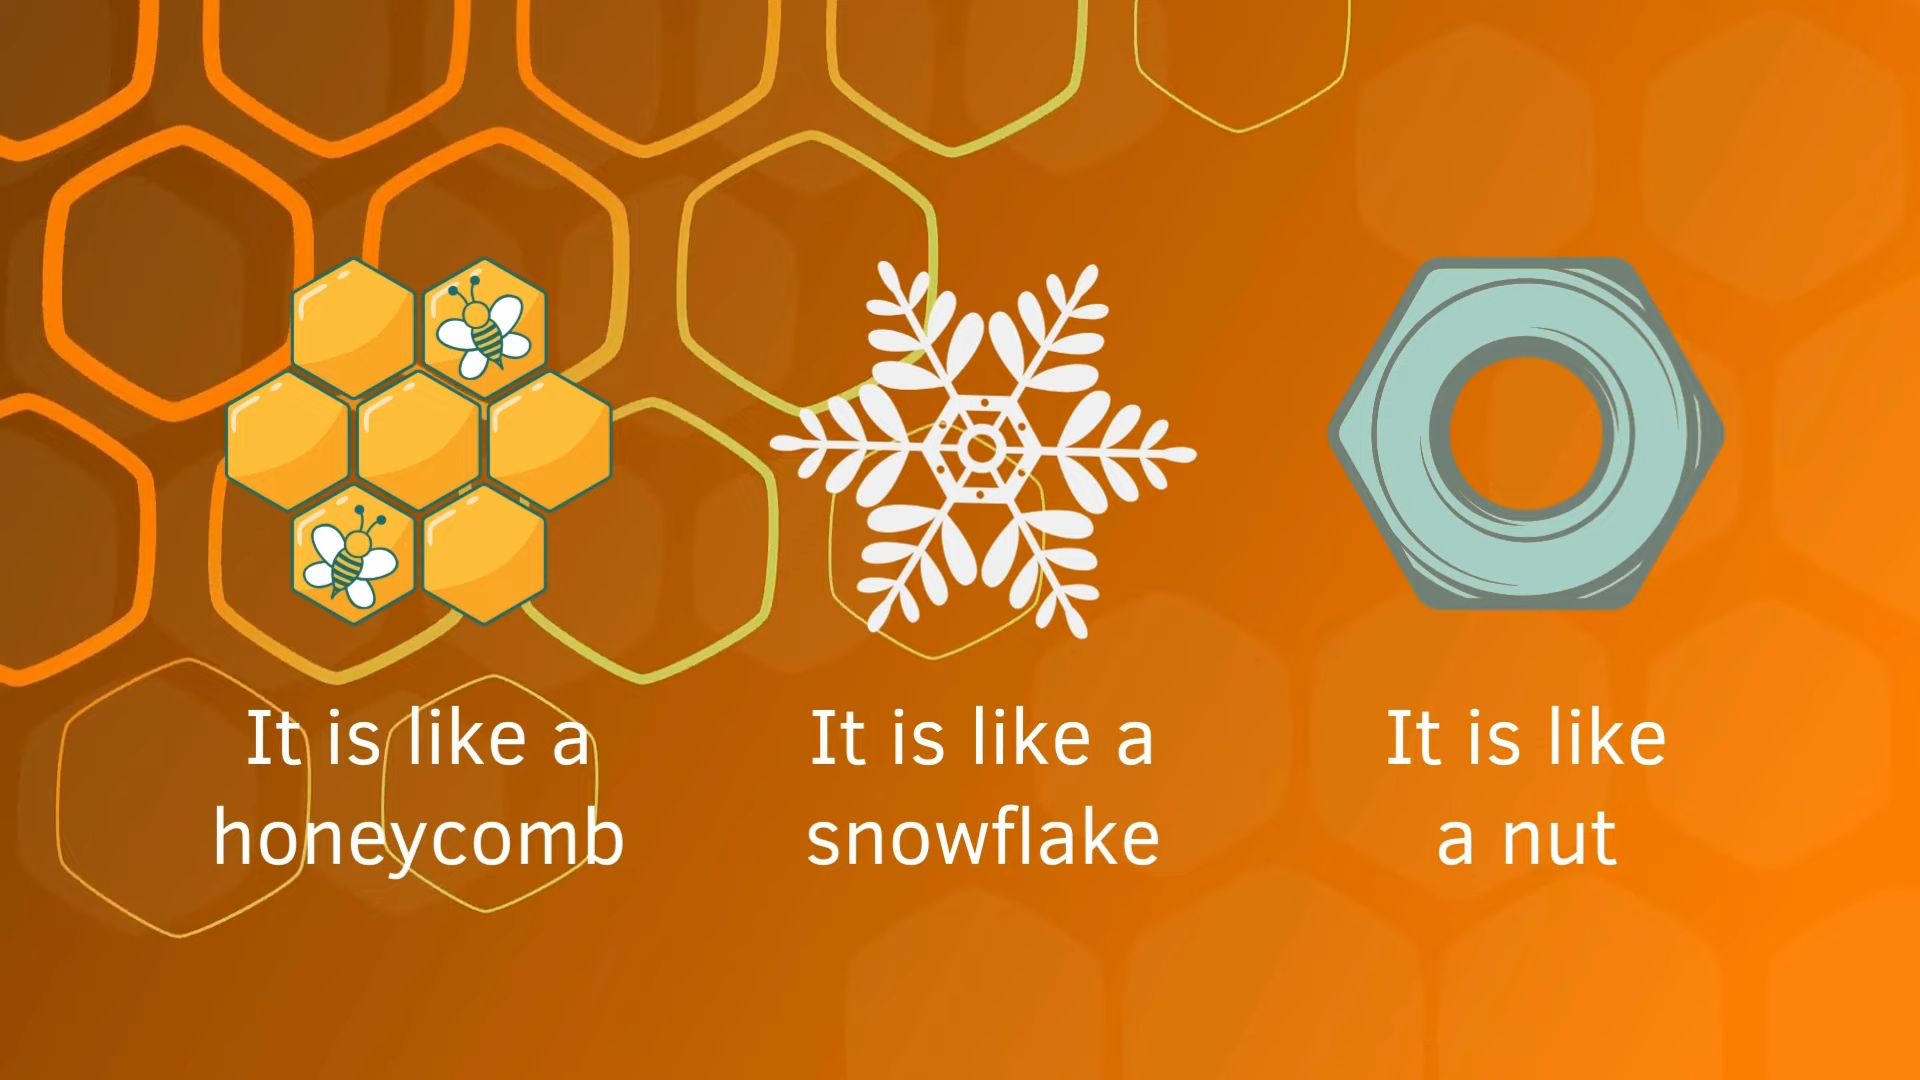 It is like a
honeycomb
It is like a
snowflake
It is like
a nut